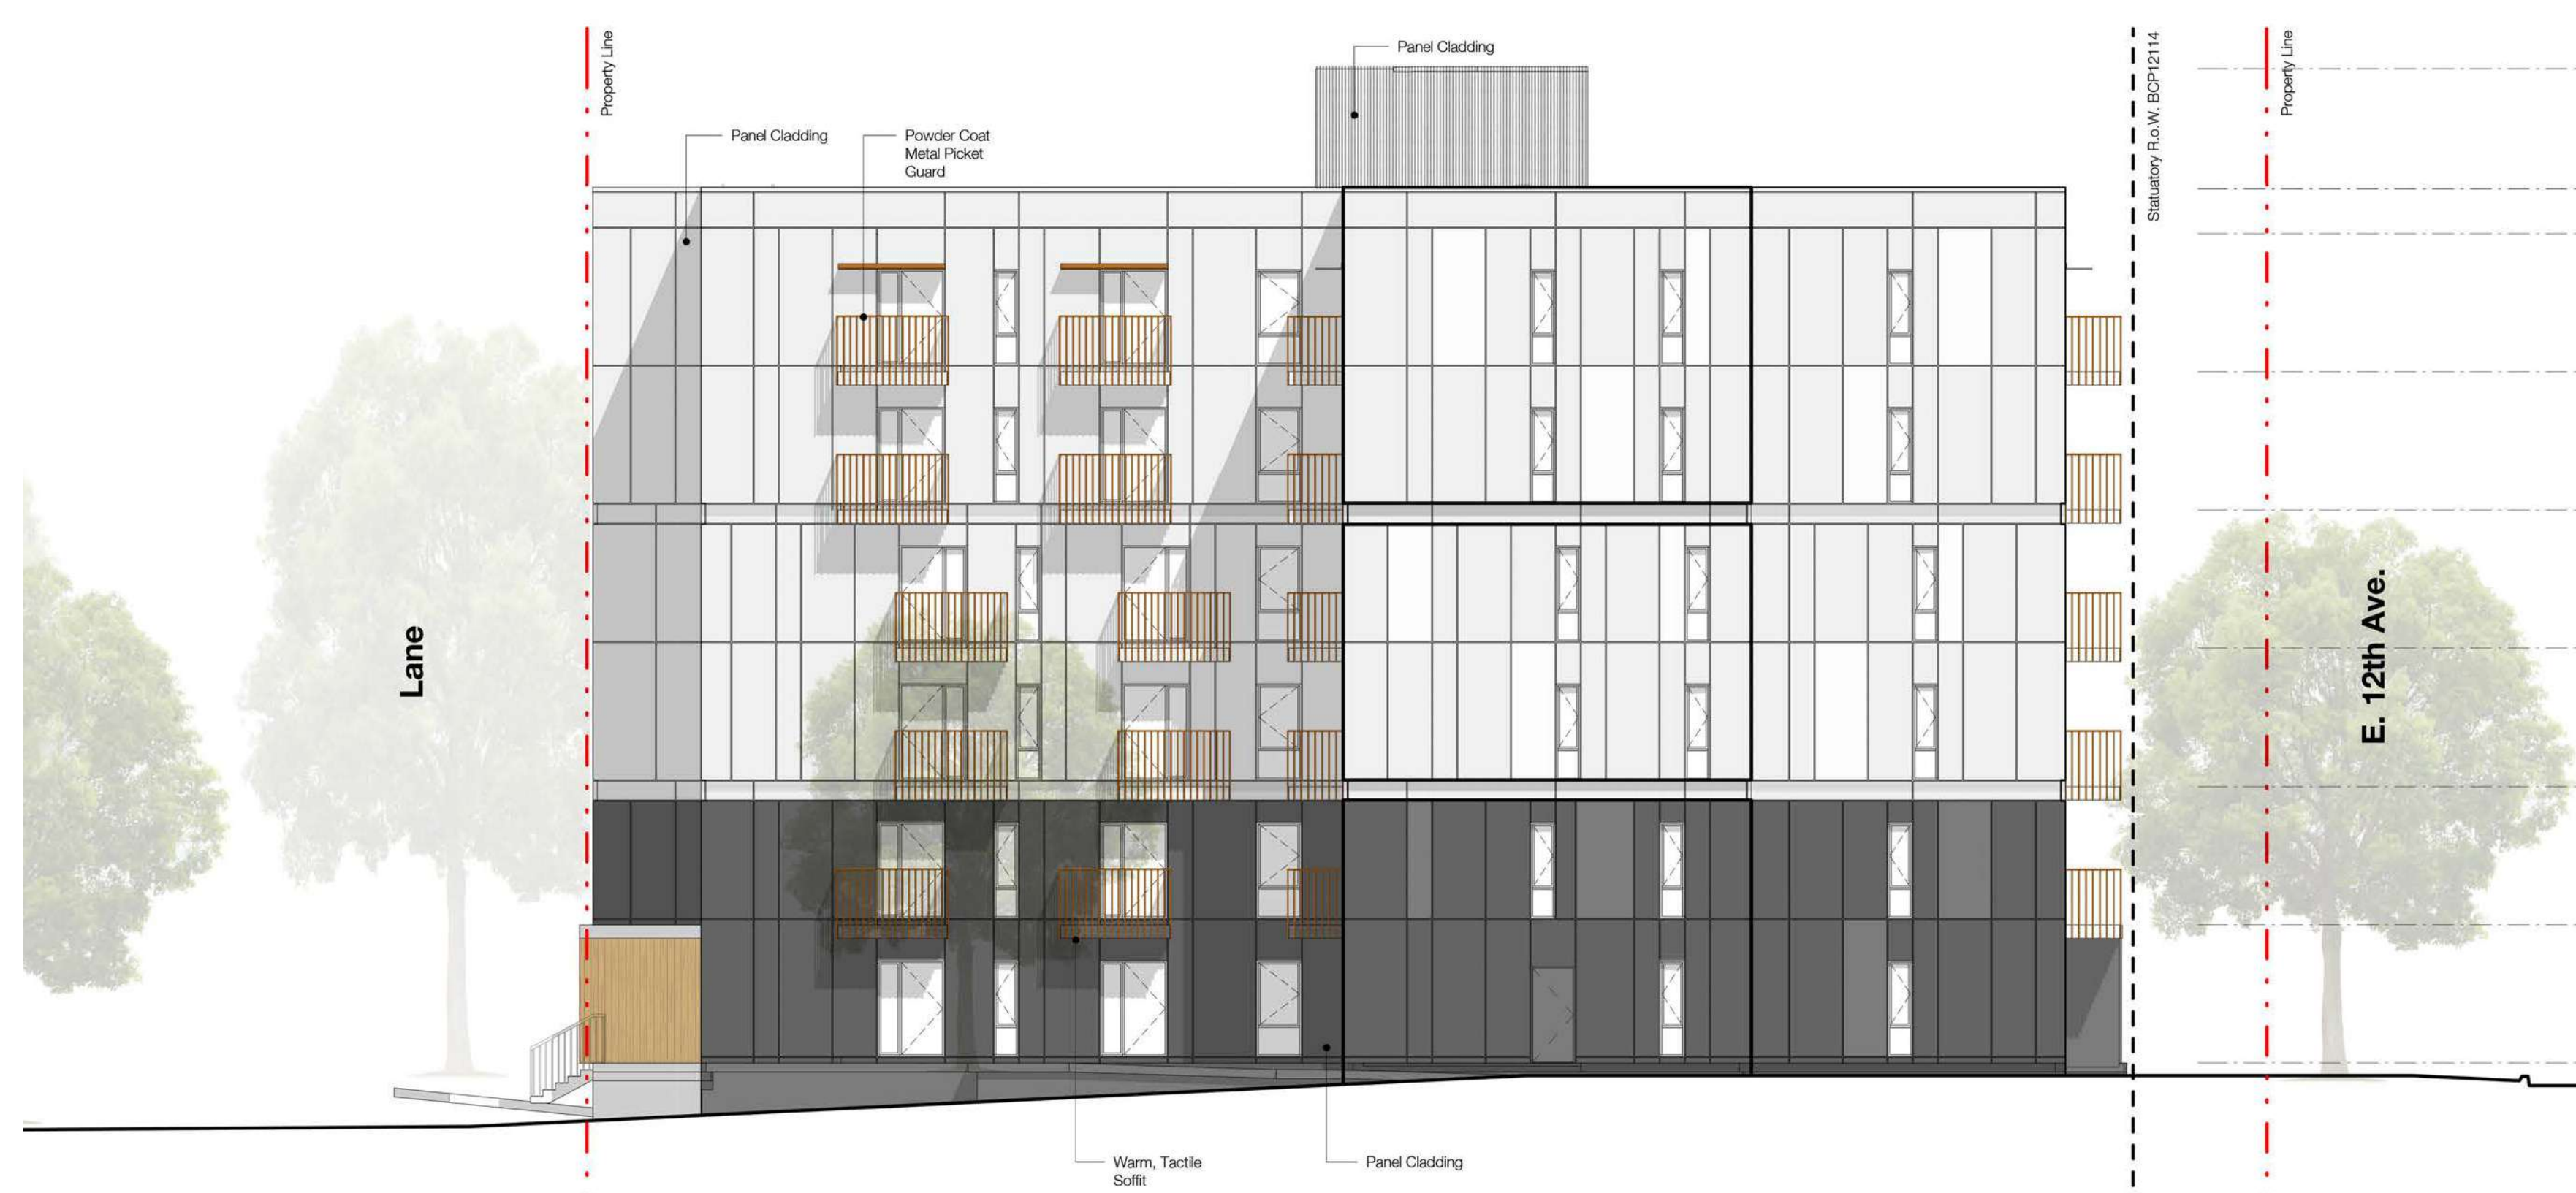 Property Line
Panel Cladding
Powder Coat
Metal Picket
Guard
Panel Cladding
Statuatory R.o.W. BCP12114
Property Line
Lane
E. 12th Ave.
Warm, Tactile
Soffit
Panel Cladding